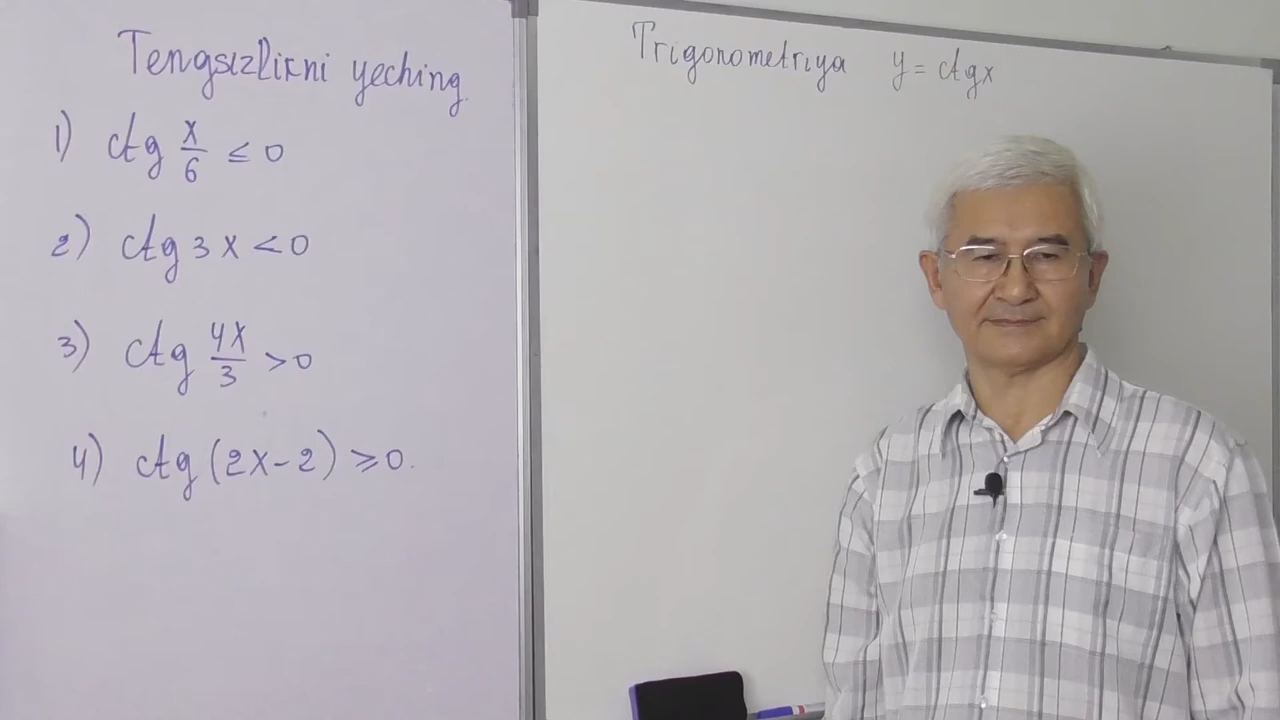 Tengsizlikni yeching.
1) ctg x/6 ≤ 0
2) ctg 3x < 0
3) ctg 4x/3 > 0
4) ctg (2x-2) ≥ 0.
Trigonometriya y = ctgx